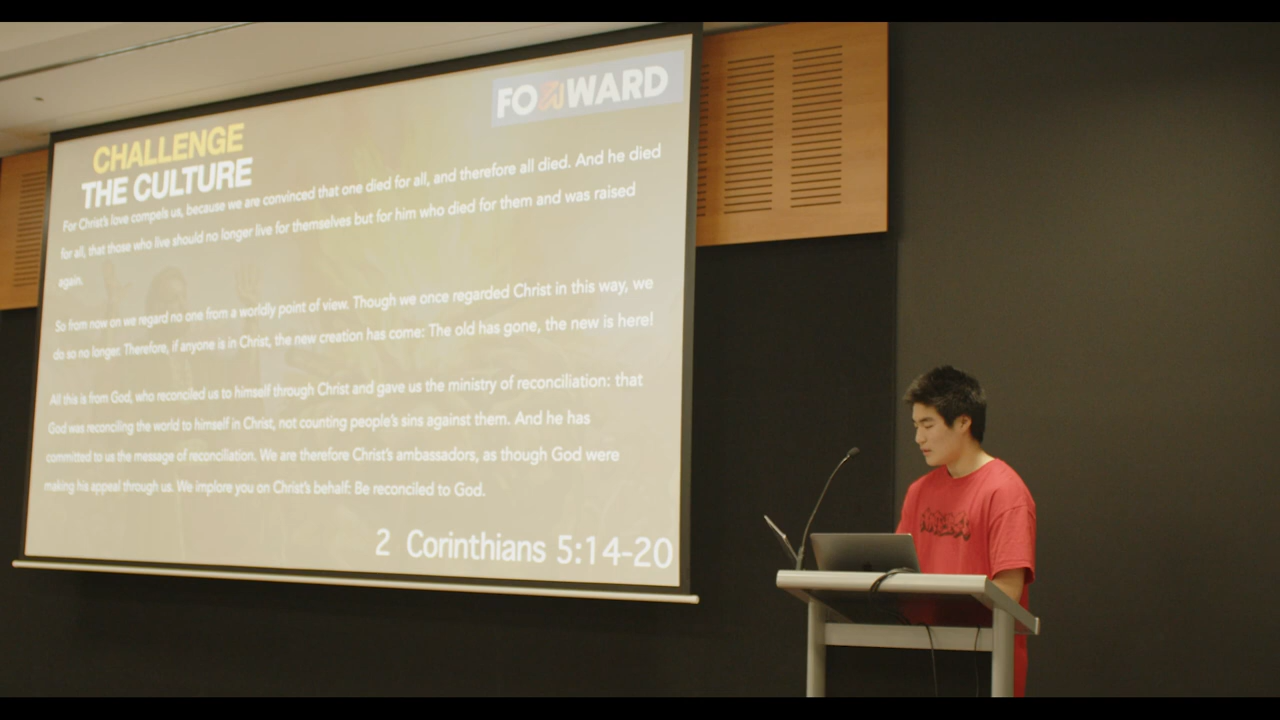 FORWARD
CHALLENGE
THE CULTURE
For Christ's love compels us, because we are convinced that one died for all, and therefore all died. And he died
for all, that those who live should no longer live for themselves but for him who died for them and was raised
again.
So from now on we regard no one from a worldly point of view. Though we once regarded Christ in this way, we
do so no longer. Therefore, if anyone is in Christ, the new creation has come: The old has gone, the new is here!
All this is from God, who reconciled us to himself through Christ and gave us the ministry of reconciliation: that
God was reconciling the world to himself in Christ, not counting people's sins against them. And he has
committed to us the message of reconciliation. We are therefore Christ's ambassadors, as though God were
making his appeal through us. We implore you on Christ's behalf: Be reconciled to God.
2 Corinthians 5:14-20